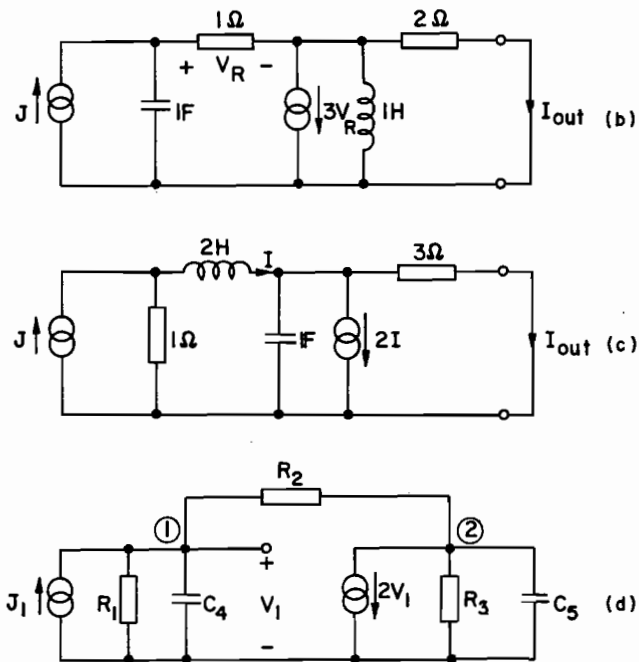 1Ω 2Ω
+ V_R -
J 1F 3V_R 1H I_out (b)
2H I 3Ω
J 1Ω 1F 2I I_out (c)
R_2
① ②
+
J_1 R_1 C_4 V_1 2V_1 R_3 C_5 (d)
-